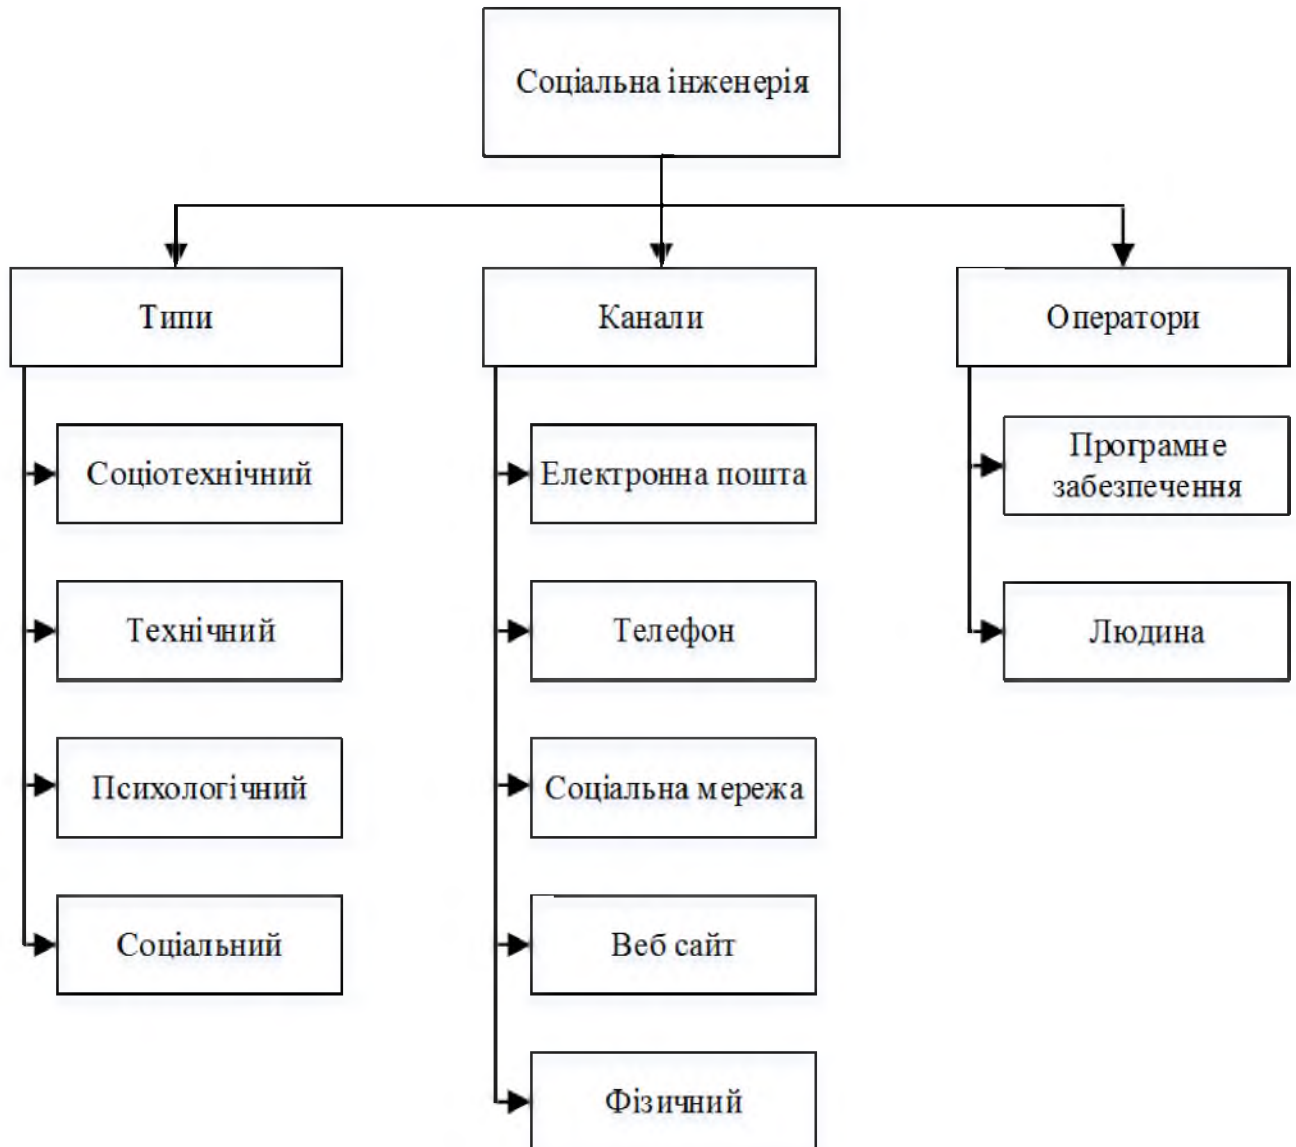 Соціальна інженерія
Типи
Канали
Оператори
Соціотехнічний
Електронна пошта
Програмне
забезпечення
Технічний
Телефон
Людина
Психологічний
Соціальна мережа
Соціальний
Веб сайт
Фізичний